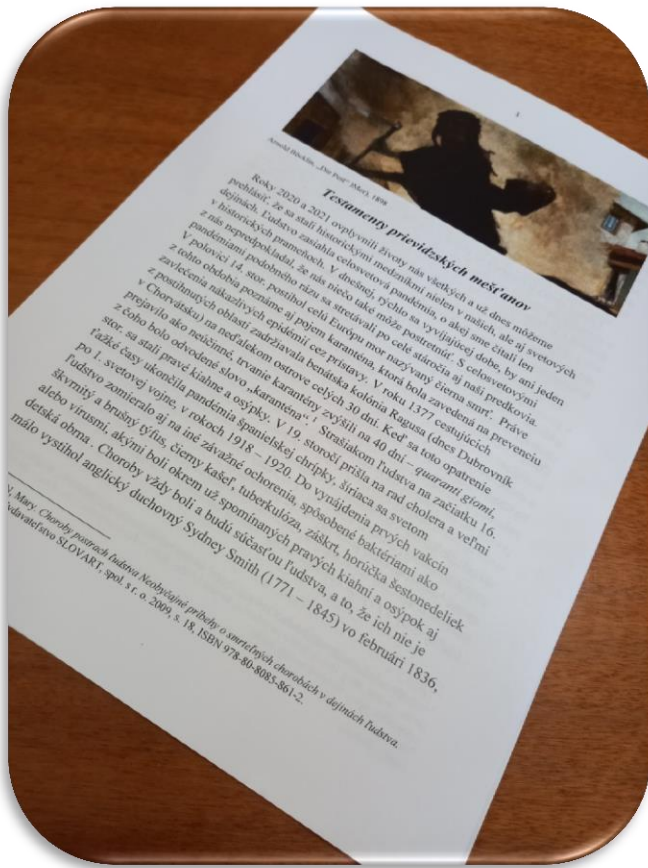 1
Arnold Böcklin, „Die Pest" (Mor), 1898
Testamenty prievidzských mešťanov
Roky 2020 a 2021 ovplyvnili životy nás všetkých a už dnes môžeme
prehlásiť, že sa stali historickými medzníkmi nielen v našich, ale aj svetových
dejinách. Ľudstvo zasiahla celosvetová pandémia, o akej sme čítali len
v historických prameňoch. V dnešnej, rýchlo sa vyvíjajúcej dobe, by ani jeden
z nás nepredpokladal, že nás niečo také môže postretnúť. S celosvetovými
pandémiami podobného rázu sa stretávali po celé stáročia aj naši predkovia.
V polovici 14. stor. postihol celú Európu mor nazývaný čierna smrť. Práve
z tohto obdobia poznáme aj pojem karanténa, ktorá bola zavedená na prevenciu
zavlečenia nákazlivých epidémií cez prístavy. V roku 1377 cestujúcich
z postihnutých oblastí zadržiavala benátska kolónia Ragusa (dnes Dubrovník
v Chorvátsku) na neďalekom ostrove celých 30 dní. Keď sa toto opatrenie
prejavilo ako neúčinné, trvanie karantény zvýšili na 40 dní – quaranti giorni,
z čoho bolo odvodené slovo „karanténa".¹ Strašiakom ľudstva na začiatku 16.
stor. sa stali pravé kiahne a osýpky. V 19. storočí prišla na rad cholera a veľmi
ťažké časy ukončila pandémia španielskej chrípky, šíriaca sa svetom
po 1. svetovej vojne, v rokoch 1918 – 1920. Do vynájdenia prvých vakcín
ľudstvo zomieralo aj na iné závažné ochorenia, spôsobené baktériami ako
škvrnitý a brušný týfus, čierny kašeľ, tuberkulóza, záškrt, horúčka šestonedeliek
alebo vírusmi, akými boli okrem už spomínaných pravých kiahní a osýpok aj
detská obrna. Choroby vždy boli a budú súčasťou ľudstva, a to, že ich nie je
málo vystihol anglický duchovný Sydney Smith (1771 – 1845) vo februári 1836,
Mary. Choroby postrach ľudstva Neobyčajné príbehy o smrteľných chorobách v dejinách ľudstva.
Vydavateľstvo SLOVART, spol. s r. o. 2009, s. 18, ISBN 978-80-8085-861-2.